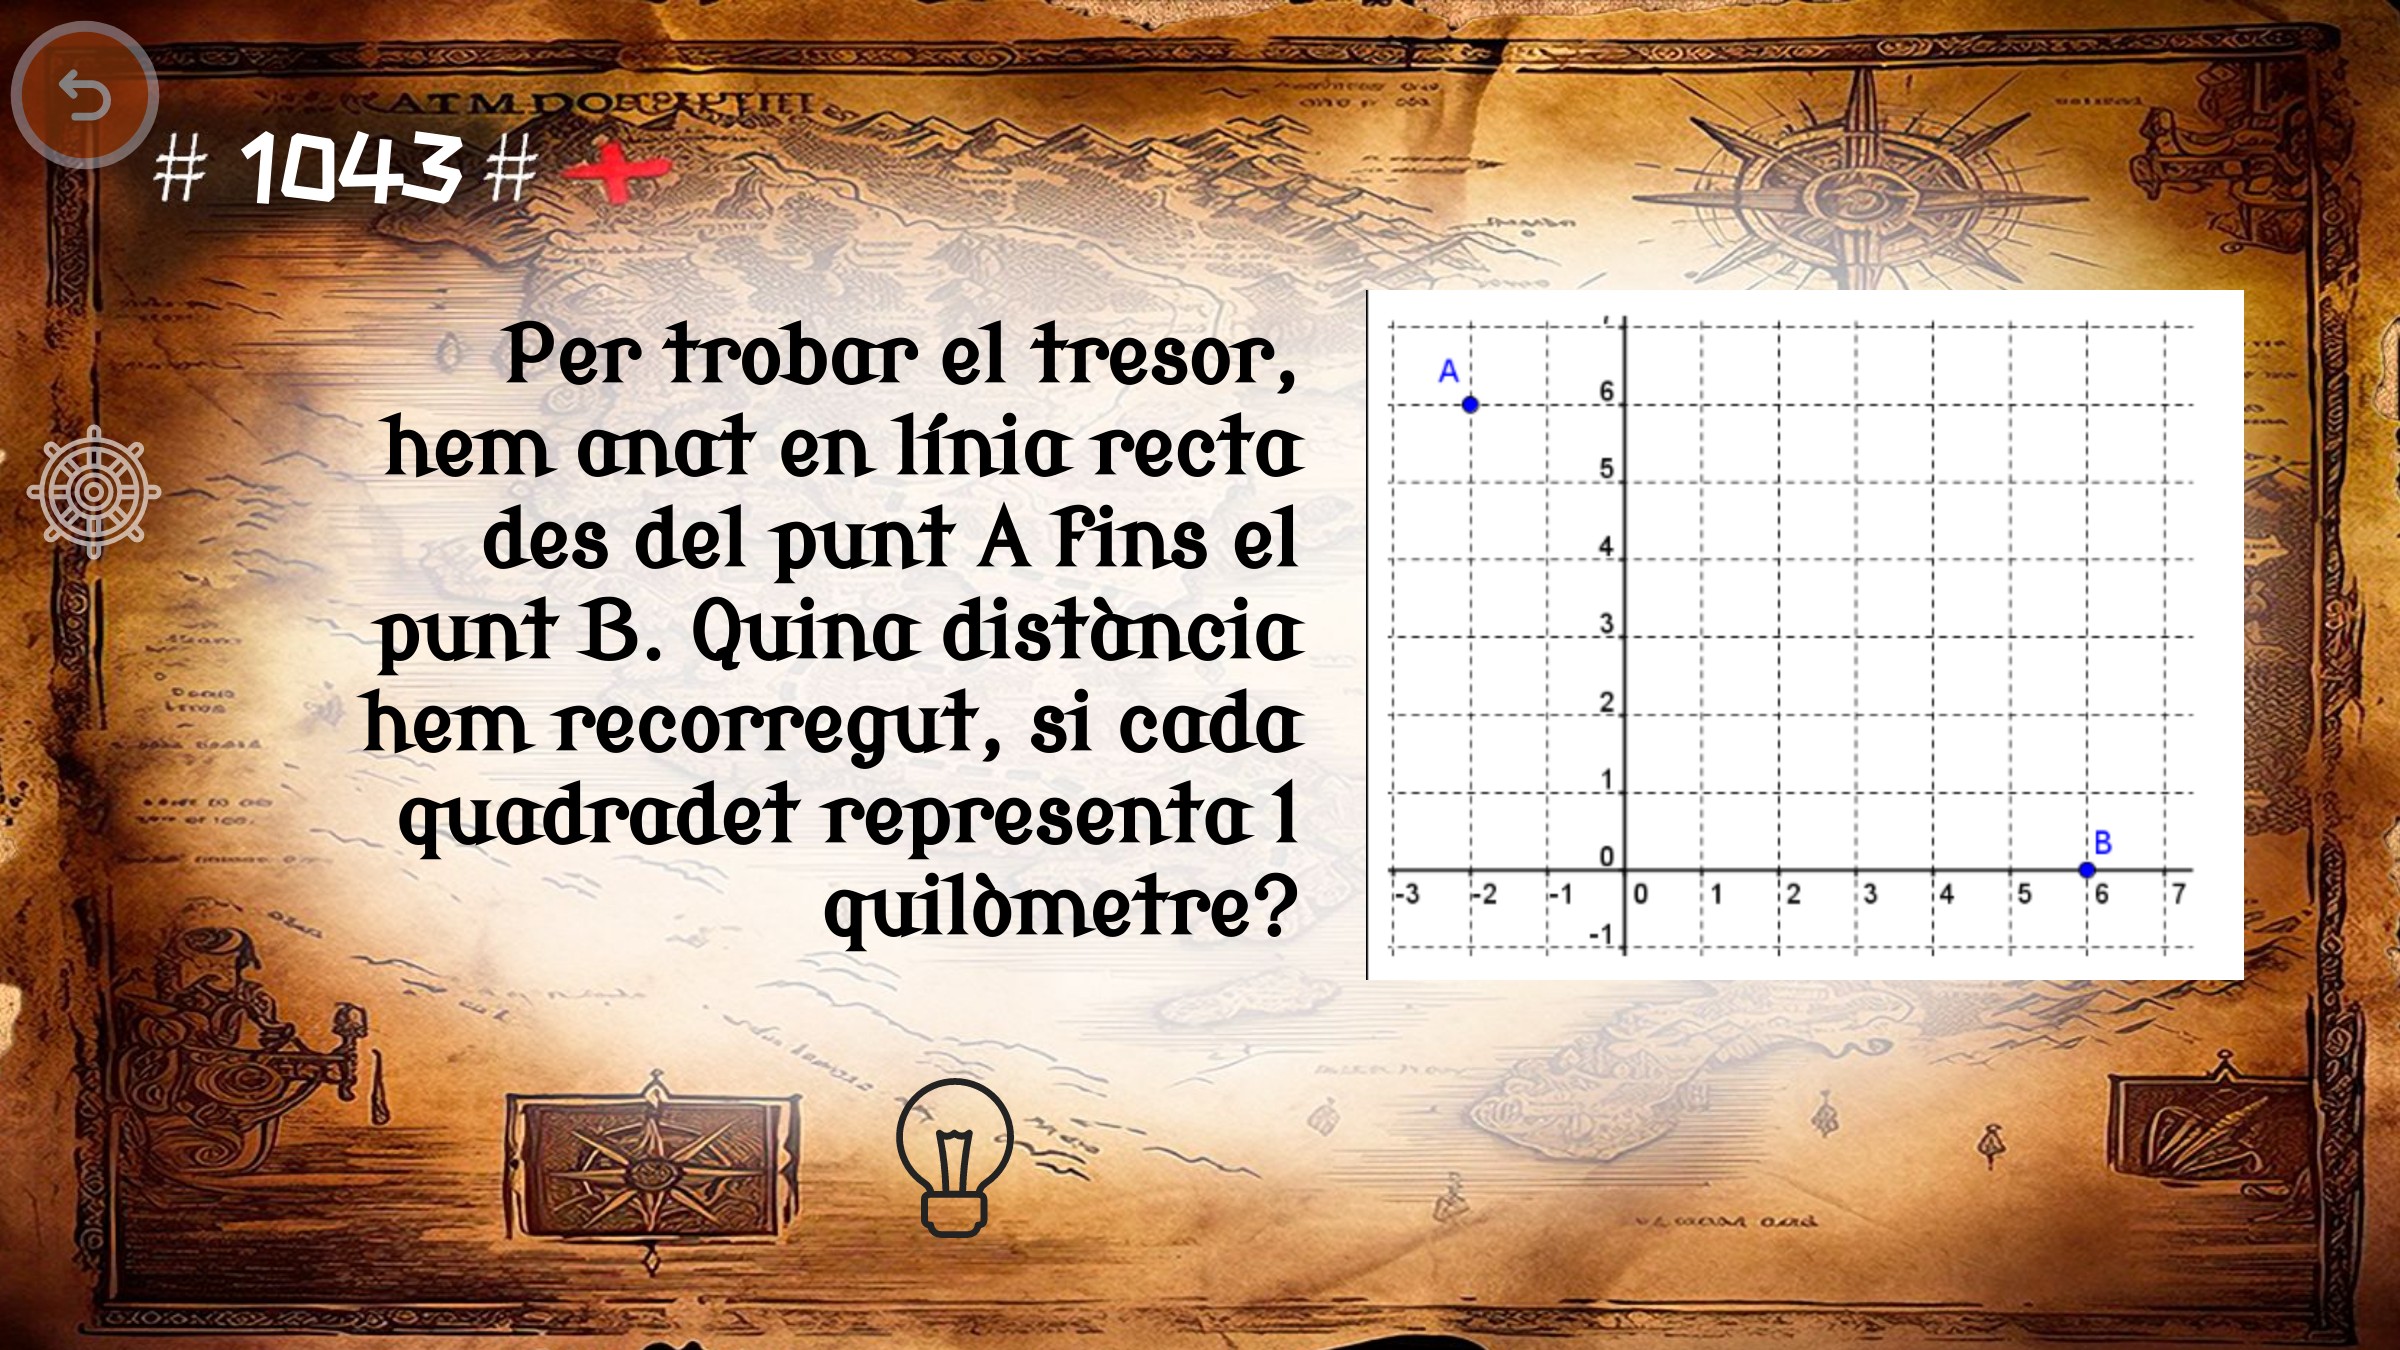 # 1043 #
Per trobar el tresor,
hem anat en línia recta
des del punt A fins el
punt B. Quina distància
hem recorregut, si cada
quadradet representa 1
quilòmetre?
A
6
5
4
3
2
1
0
B
-3 -2 -1 0 1 2 3 4 5 6 7
-1